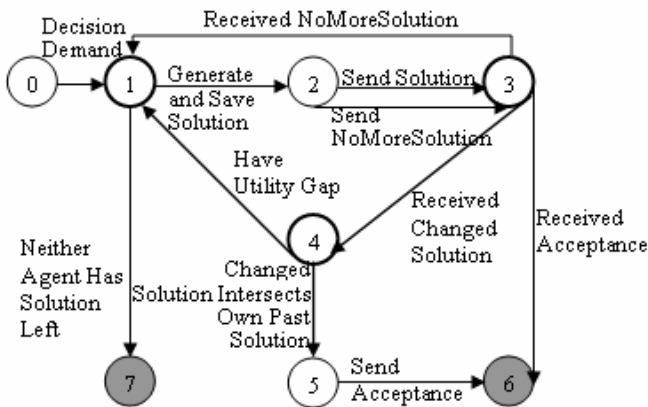 Received NoMoreSolution
Decision
Demand
0
1
Generate
and Save
Solution
2
Send Solution
Send
NoMoreSolution
3
Have
Utility Gap
4
Received
Changed
Solution
Received
Acceptance
Neither
Agent Has
Solution
Left
Changed
Solution Intersects
Own Past
Solution
7
5
Send
Acceptance
6